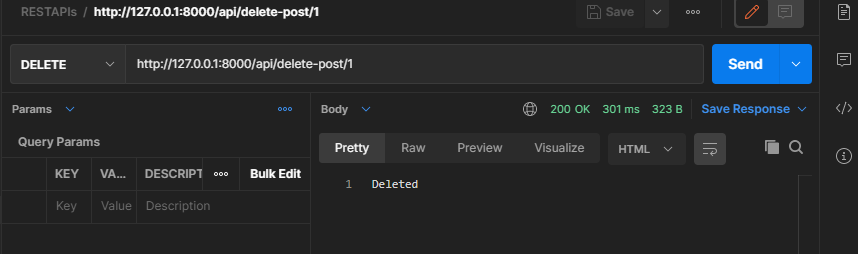 RESTAPIs / http://127.0.0.1:8000/api/delete-post/1
Save
DELETE
http://127.0.0.1:8000/api/delete-post/1
Send
Params
Body
200 OK 301 ms 323 B Save Response
Query Params
Pretty Raw Preview Visualize HTML
KEY VA... DESCRIPT Bulk Edit
1 Deleted
Key Value Description